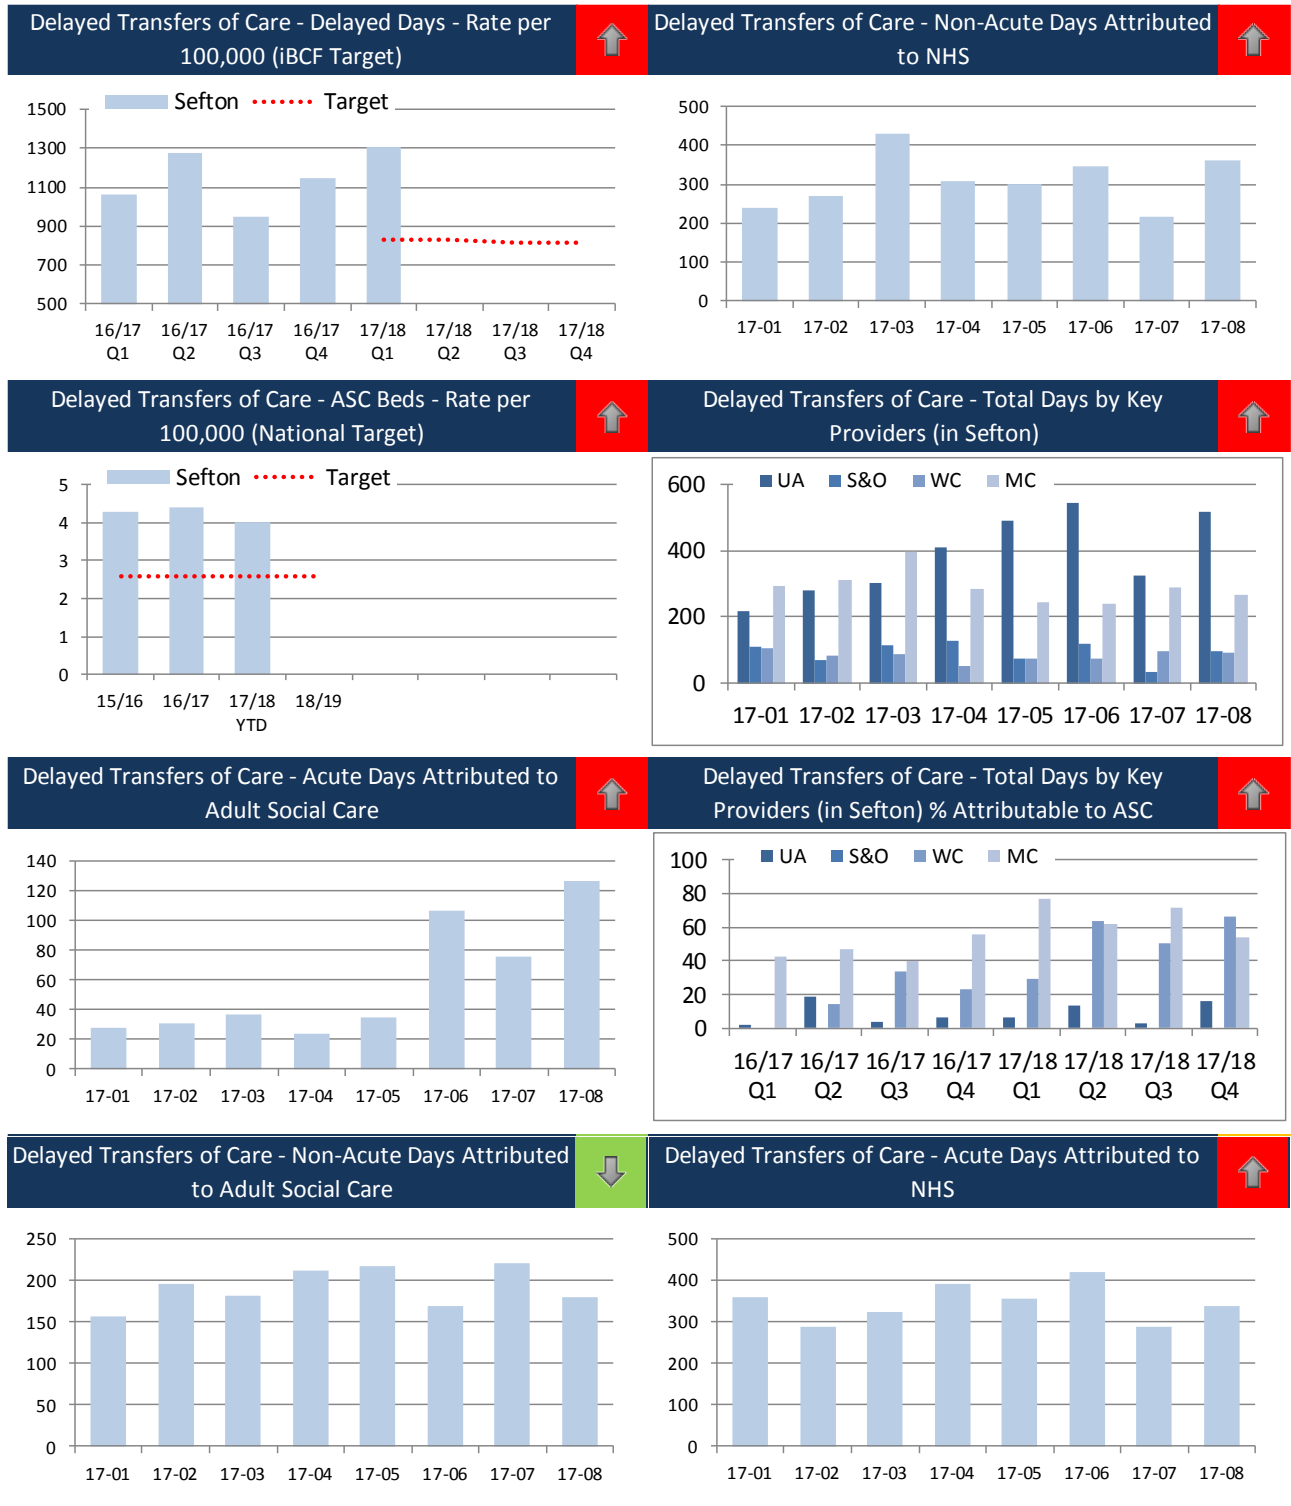 Delayed Transfers of Care - Delayed Days - Rate per
100,000 (iBCF Target)
Sefton
Target
1500
1300
1100
900
700
500
16/17 16/17 16/17 16/17 17/18 17/18 17/18 17/18
Q1 Q2 Q3 Q4 Q1 Q2 Q3 Q4
Delayed Transfers of Care - Non-Acute Days Attributed
to NHS
500
400
300
200
100
0
17-01 17-02 17-03 17-04 17-05 17-06 17-07 17-08
Delayed Transfers of Care - ASC Beds - Rate per
100,000 (National Target)
Sefton
Target
5
4
3
2
1
0
15/16 16/17 17/18 18/19
YTD
Delayed Transfers of Care - Total Days by Key
Providers (in Sefton)
UA S&O WC MC
600
400
200
0
17-01 17-02 17-03 17-04 17-05 17-06 17-07 17-08
Delayed Transfers of Care - Acute Days Attributed to
Adult Social Care
140
120
100
80
60
40
20
0
17-01 17-02 17-03 17-04 17-05 17-06 17-07 17-08
Delayed Transfers of Care - Total Days by Key
Providers (in Sefton) % Attributable to ASC
UA S&O WC MC
100
80
60
40
20
0
16/17 16/17 16/17 16/17 17/18 17/18 17/18 17/18
Q1 Q2 Q3 Q4 Q1 Q2 Q3 Q4
Delayed Transfers of Care - Non-Acute Days Attributed
to Adult Social Care
250
200
150
100
50
0
17-01 17-02 17-03 17-04 17-05 17-06 17-07 17-08
Delayed Transfers of Care - Acute Days Attributed to
NHS
500
400
300
200
100
0
17-01 17-02 17-03 17-04 17-05 17-06 17-07 17-08